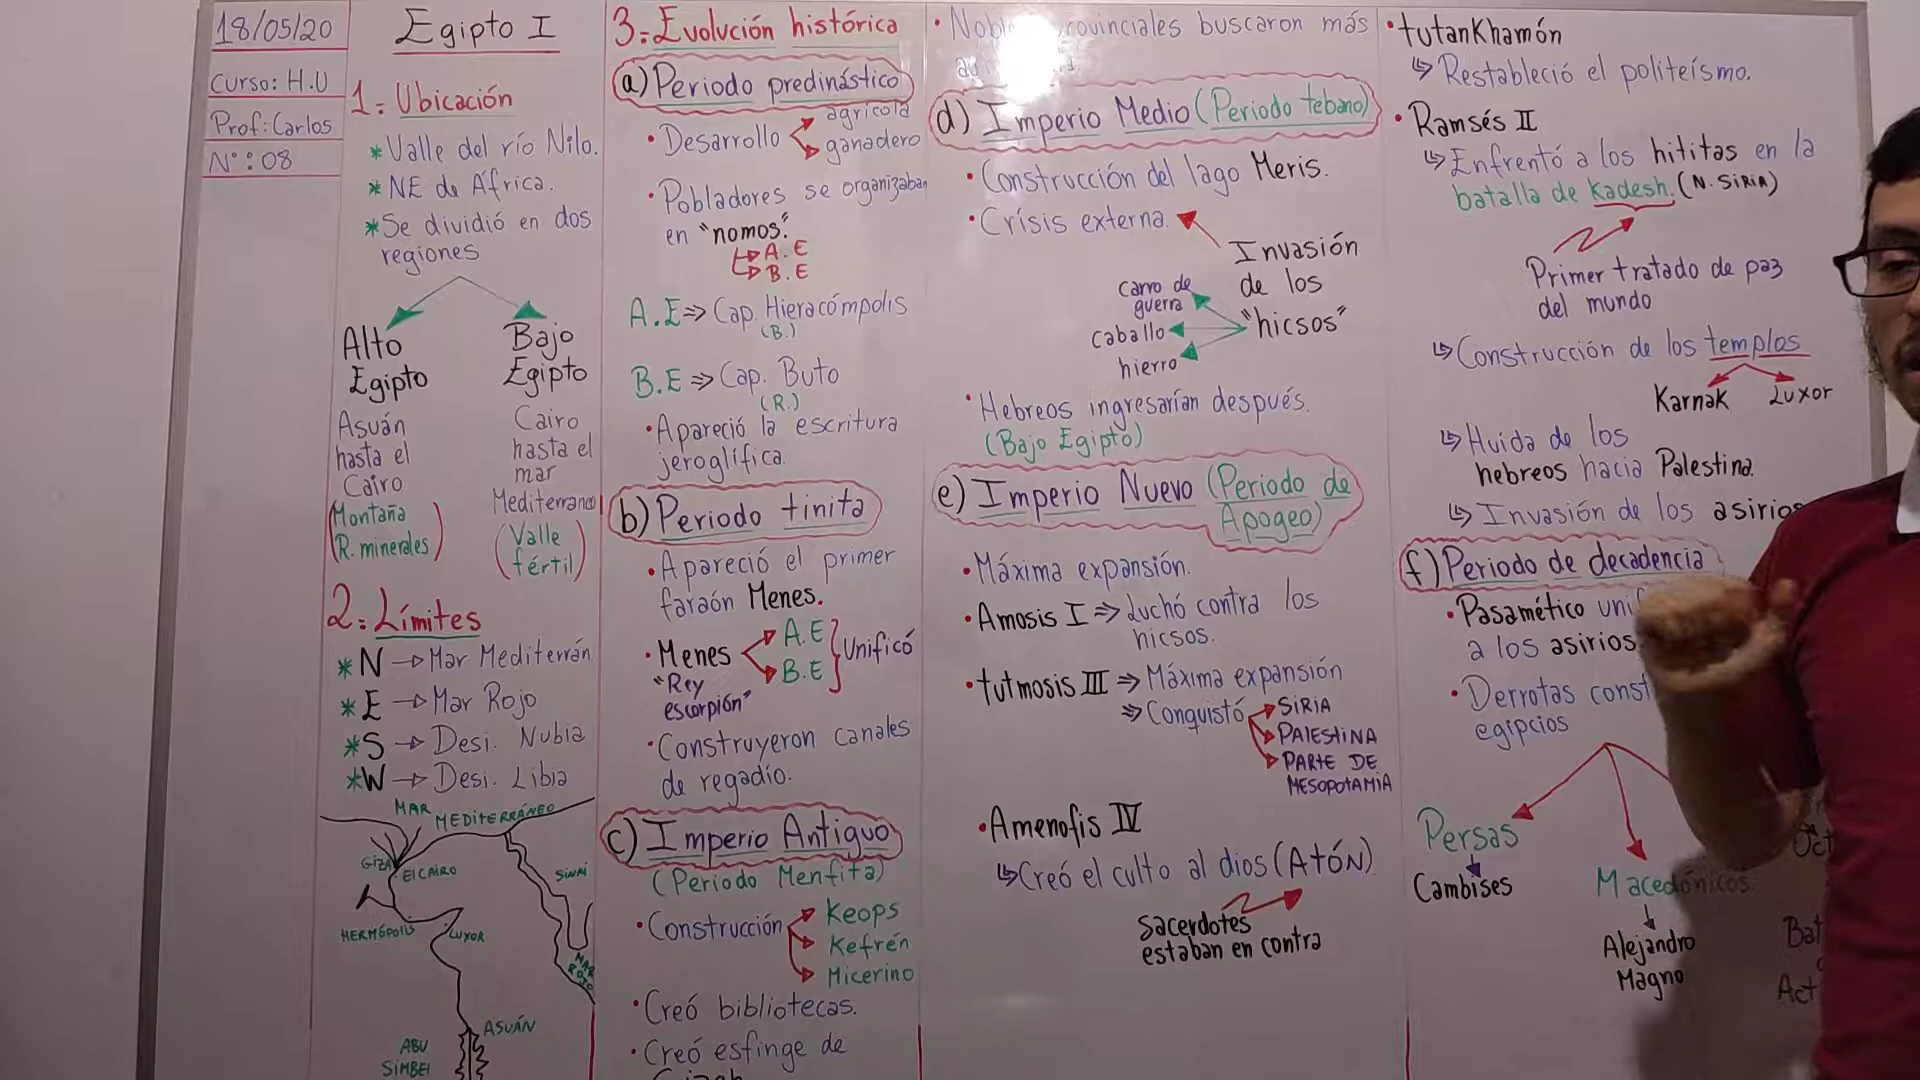 18/05/20
Curso: H.U
Prof: Carlos
N°: 08
Egipto I
1. Ubicación
* Valle del río Nilo.
* NE de África.
* Se dividió en dos
regiones
Alto
Egipto
Asuán
hasta el
Cairo
(Montaña
R. minerales)
Bajo
Egipto
Cairo
hasta el
mar
Mediterraneo
(Valle
fértil)
2. Límites
* N → Mar Mediterrán
* E → Mar Rojo
* S → Desi. Nubia
* W → Desi. Libia
MAR MEDITERRÁNEO
GIZA
El CAIRO
SINAI
HERMÓPOLIS
LUXOR
MAR
ROJO
ASUÁN
ABU
SIMBEl
3. Evolución histórica
a) Periodo predinástico
• Desarrollo
agrícola
ganadero
• Pobladores se organizaban
en "nomos."
A.E
B.E
A.E ⇒ Cap. Hieracómpolis
(B.)
B.E ⇒ Cap. Buto
(R.)
• Apareció la escritura
jeroglífica.
b) Periodo tinita
• Apareció el primer
faraón Menes.
• Menes
A.E
B.E
} Unificó
"Rey
escorpión"
• Construyeron canales
de regadío.
c) Imperio Antiguo
(Periodo Menfita)
• Construcción
Keops
Kefrén
Micerino
• Creó bibliotecas.
• Creó esfinge de
• provinciales buscaron más
d) Imperio Medio (Periodo tebano)
• Construcción del lago Meris.
• Crísis externa.
Invasión
de los
"hicsos"
carro de
guerra
caballo
hierro
• Hebreos ingresarían después.
(Bajo Egipto)
e) Imperio Nuevo (Periodo de
Apogeo)
• Máxima expansión.
• Amosis I ⇒ Luchó contra los
hicsos.
• tutmosis III ⇒ Máxima expansión
⇒ Conquistó
SIRIA
PAlESTINA
PARTE DE
MESOPOTAMIA
• Amenofis IV
↳ Creó el culto al dios (ATÓN)
Sacerdotes
estaban en contra
• tutanKhamón
↳ Restableció el politeísmo.
• Ramsés II
↳ Enfrentó a los hititas en la
batalla de Kadesh. (N. SIRIA)
Primer tratado de paz
del mundo
↳ Construcción de los templos
Karnak
Luxor
↳ Huida de los
hebreos hacia Palestina.
↳ Invasión de los asirios
f) Periodo de decadencia
• Pasamético
a los asirios
• Derrotas
egipcios
Persas
Cambises
Macedónicos
Alejandro
Magno